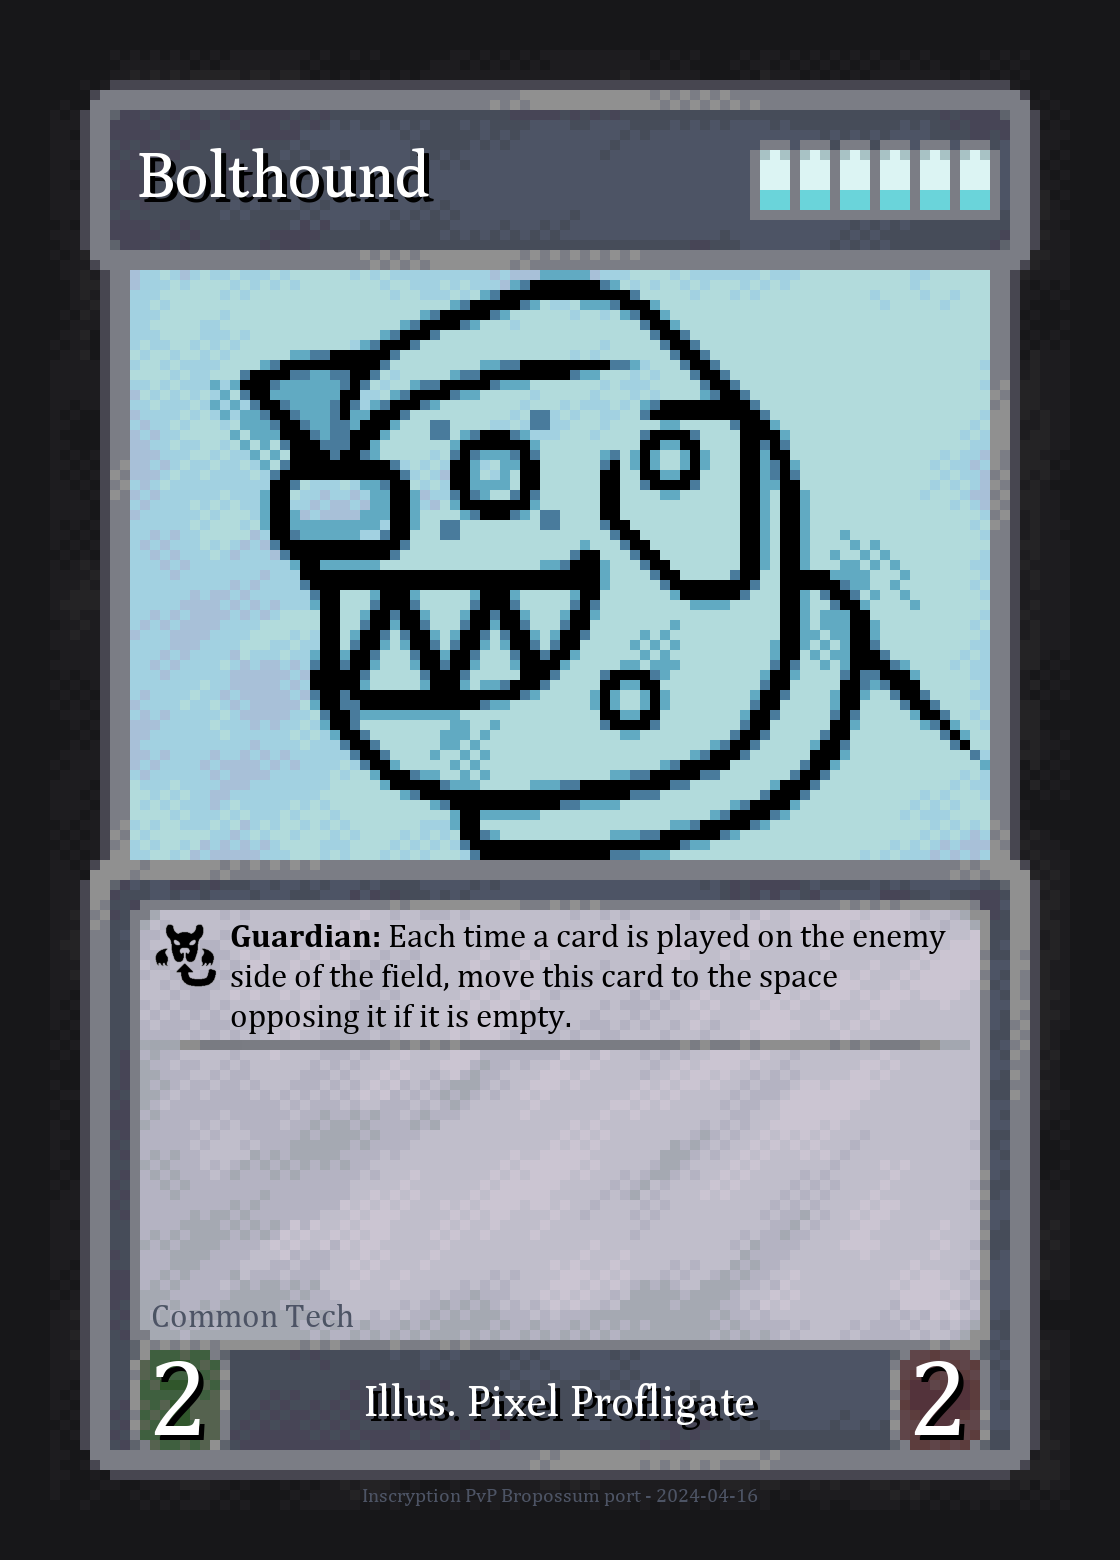 Bolthound
Guardian: Each time a card is played on the enemy
side of the field, move this card to the space
opposing it if it is empty.
Common Tech
2
Illus. Pixel Profligate
2
Inscryption PvP Bropossum port - 2024-04-16